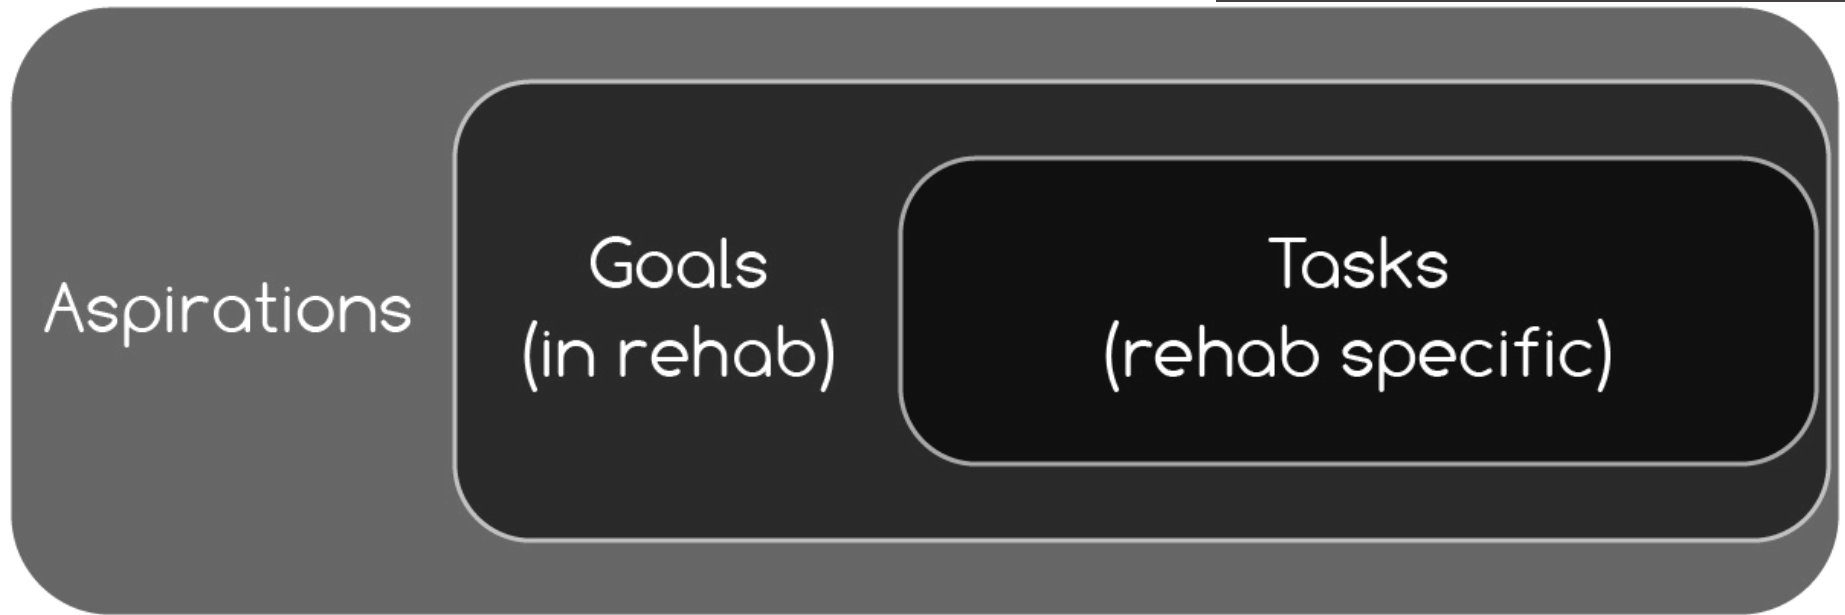 Aspirations
Goals
(in rehab)
Tasks
(rehab specific)